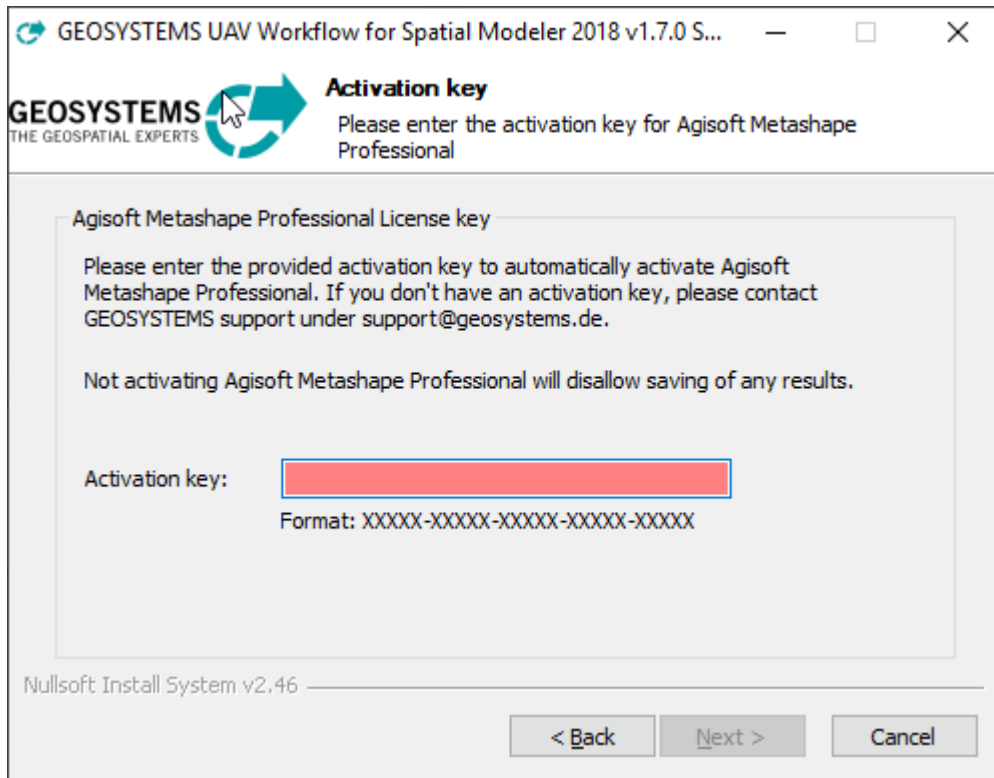 GEOSYSTEMS UAV Workflow for Spatial Modeler 2018 v1.7.0 S...
GEOSYSTEMS
THE GEOSPATIAL EXPERTS
Activation key
Please enter the activation key for Agisoft Metashape
Professional
Agisoft Metashape Professional License key
Please enter the provided activation key to automatically activate Agisoft
Metashape Professional. If you don't have an activation key, please contact
GEOSYSTEMS support under support@geosystems.de.
Not activating Agisoft Metashape Professional will disallow saving of any results.
Activation key:
Format: XXXXX-XXXXX-XXXXX-XXXXX-XXXXX
Nullsoft Install System v2.46
< Back
Next >
Cancel